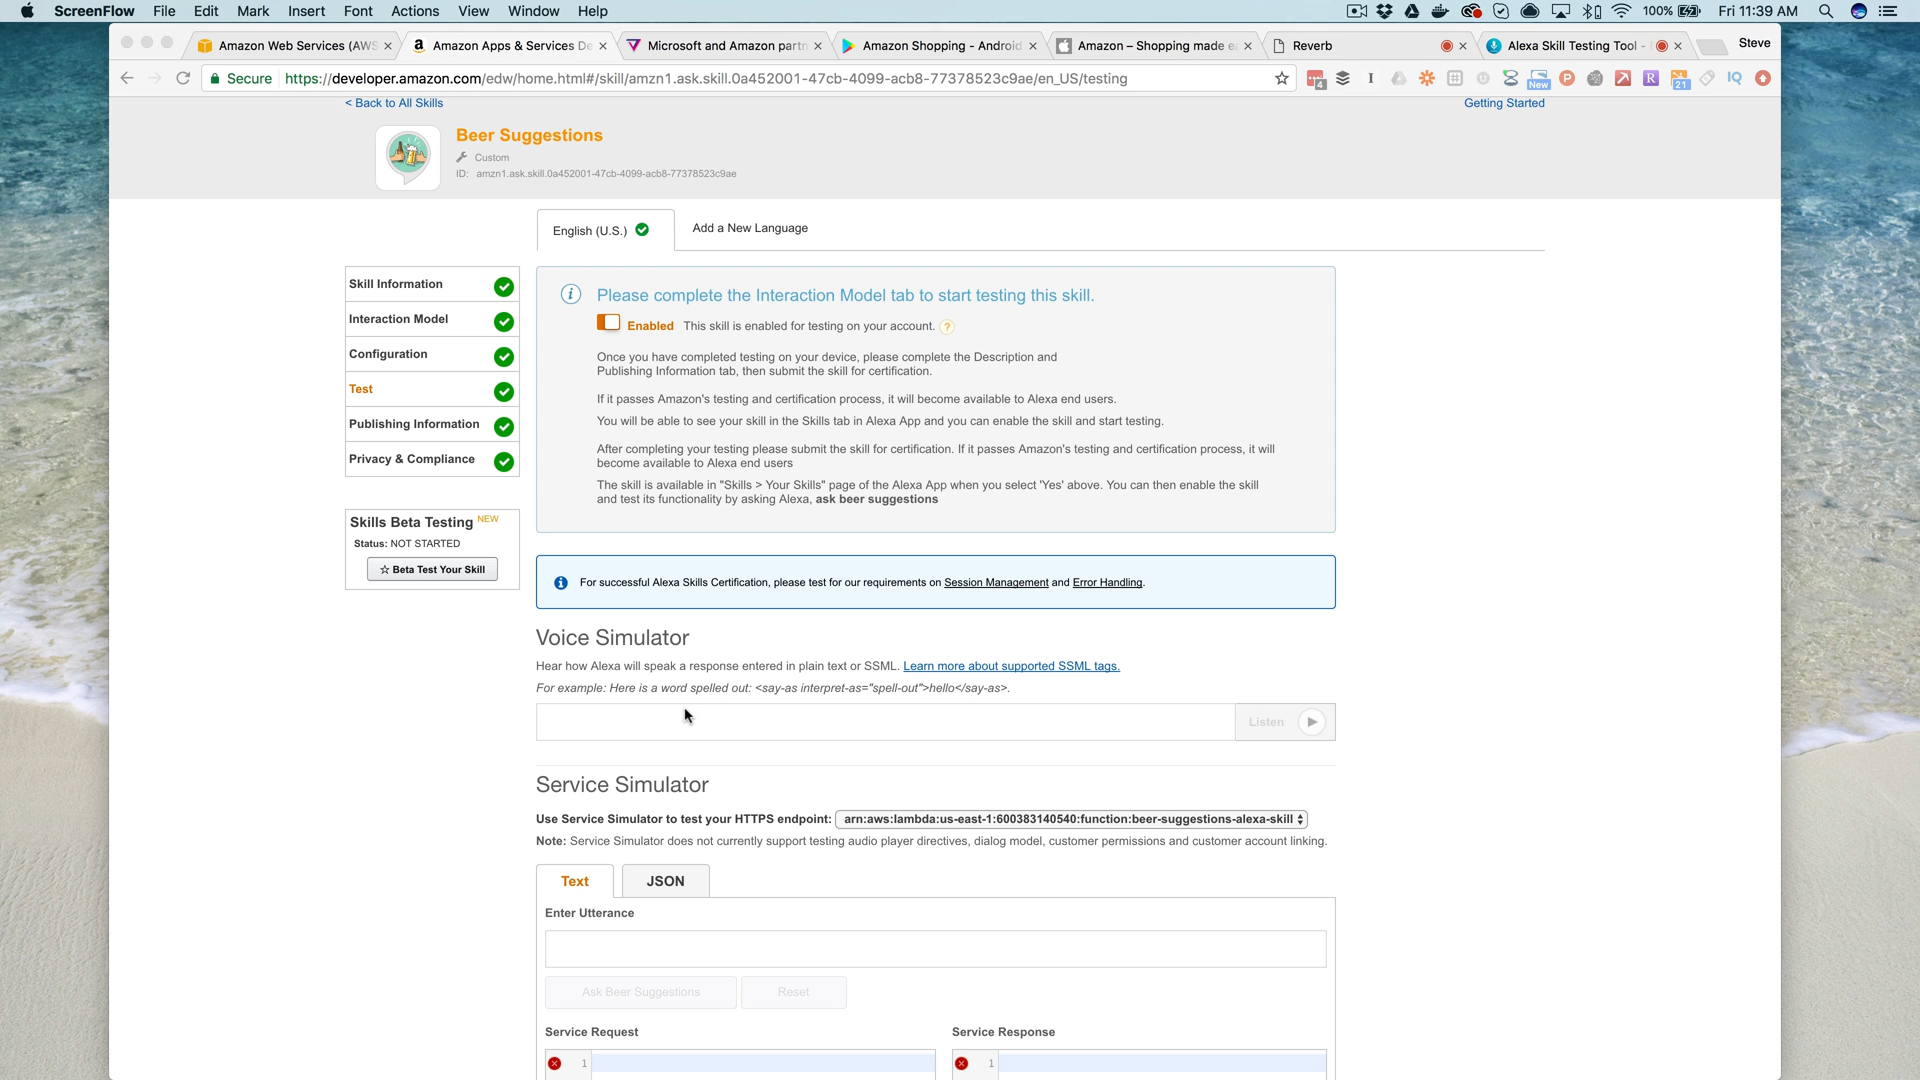 ScreenFlow File Edit Mark Insert Font Actions View Window Help 100% Fri 11:39 AM
Amazon Web Services (AWS Amazon Apps & Services De Microsoft and Amazon partn Amazon Shopping - Android Amazon – Shopping made ea Reverb Alexa Skill Testing Tool - Steve
Secure https://developer.amazon.com/edw/home.html#/skill/amzn1.ask.skill.0a452001-47cb-4099-acb8-77378523c9ae/en_US/testing 4 New 21 IQ
< Back to All Skills Getting Started
Beer Suggestions
Custom
ID: amzn1.ask.skill.0a452001-47cb-4099-acb8-77378523c9ae
English (U.S.) Add a New Language
Skill Information
Interaction Model
Configuration
Test
Publishing Information
Privacy & Compliance
Skills Beta Testing NEW
Status: NOT STARTED
☆ Beta Test Your Skill
Please complete the Interaction Model tab to start testing this skill.
Enabled This skill is enabled for testing on your account. ?
Once you have completed testing on your device, please complete the Description and
Publishing Information tab, then submit the skill for certification.
If it passes Amazon's testing and certification process, it will become available to Alexa end users.
You will be able to see your skill in the Skills tab in Alexa App and you can enable the skill and start testing.
After completing your testing please submit the skill for certification. If it passes Amazon's testing and certification process, it will
become available to Alexa end users
The skill is available in "Skills > Your Skills" page of the Alexa App when you select 'Yes' above. You can then enable the skill
and test its functionality by asking Alexa, ask beer suggestions
For successful Alexa Skills Certification, please test for our requirements on Session Management and Error Handling.
Voice Simulator
Hear how Alexa will speak a response entered in plain text or SSML. Learn more about supported SSML tags.
For example: Here is a word spelled out: <say-as interpret-as="spell-out">hello</say-as>.
Listen
Service Simulator
Use Service Simulator to test your HTTPS endpoint: arn:aws:lambda:us-east-1:600383140540:function:beer-suggestions-alexa-skill
Note: Service Simulator does not currently support testing audio player directives, dialog model, customer permissions and customer account linking.
Text JSON
Enter Utterance
Ask Beer Suggestions Reset
Service Request Service Response
1 1